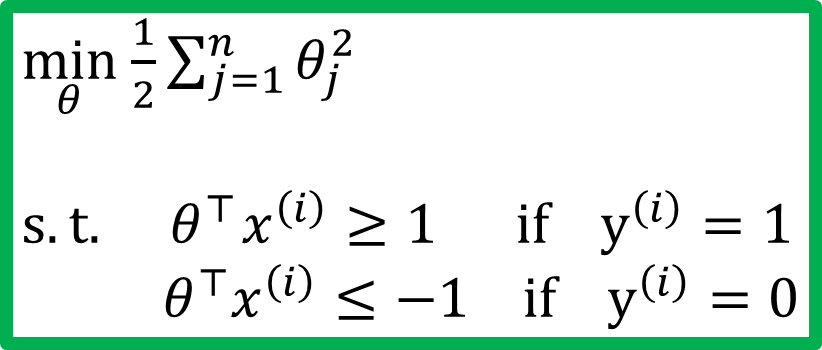 min_θ 1/2 ∑_{j=1}^{n} θ_j^2
s. t. θ^⊤ x^{(i)} ≥ 1 if y^{(i)} = 1
θ^⊤ x^{(i)} ≤ −1 if y^{(i)} = 0